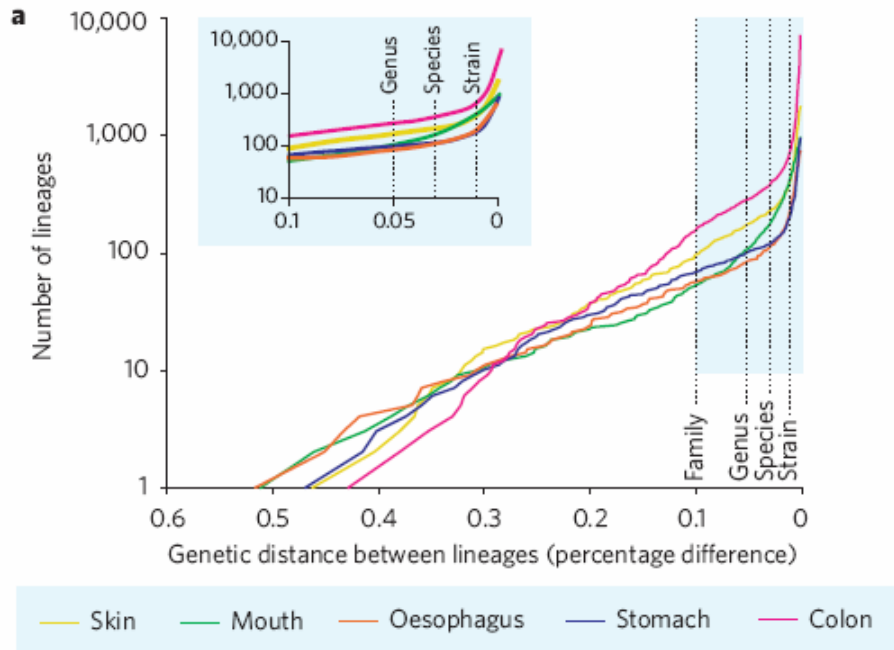 a
10,000
1,000
100
10
1
Number of lineages
10,000
1,000
100
10
Genus
Species
Strain
0.1
0.05
0
Family
Genus
Species
Strain
0.6
0.5
0.4
0.3
0.2
0.1
0
Genetic distance between lineages (percentage difference)
Skin
Mouth
Oesophagus
Stomach
Colon